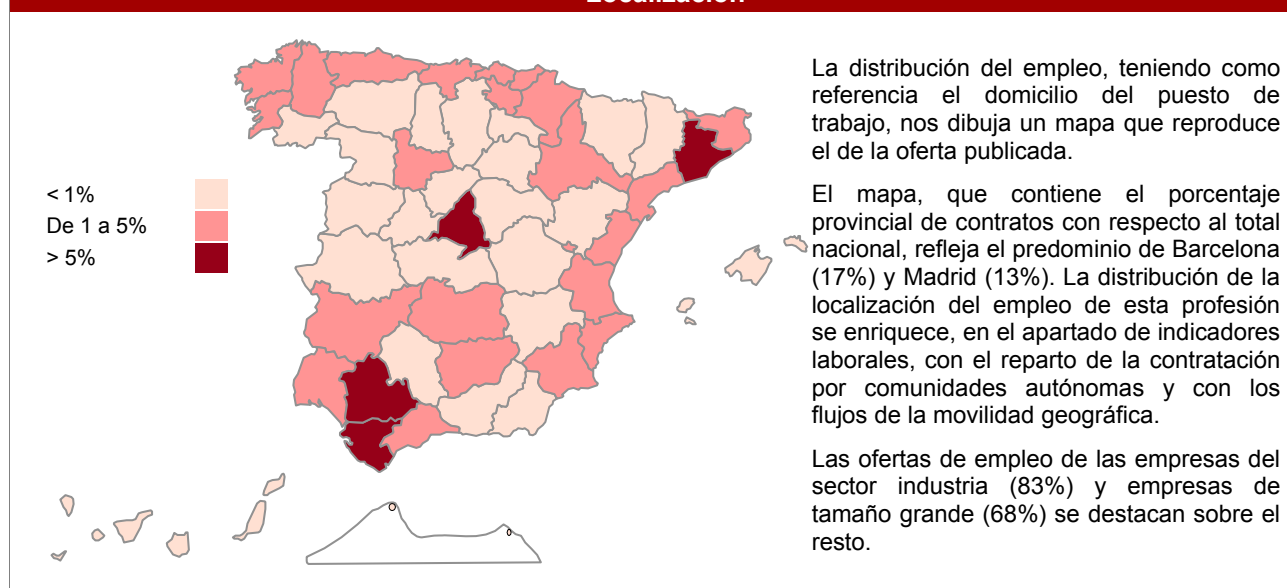 Localización
La distribución del empleo, teniendo como
referencia el domicilio del puesto de
trabajo, nos dibuja un mapa que reproduce
el de la oferta publicada.
El mapa, que contiene el porcentaje
provincial de contratos con respecto al total
nacional, refleja el predominio de Barcelona
(17%) y Madrid (13%). La distribución de la
localización del empleo de esta profesión
se enriquece, en el apartado de indicadores
laborales, con el reparto de la contratación
por comunidades autónomas y con los
flujos de la movilidad geográfica.
Las ofertas de empleo de las empresas del
sector industria (83%) y empresas de
tamaño grande (68%) se destacan sobre el
resto.
< 1%
De 1 a 5%
> 5%